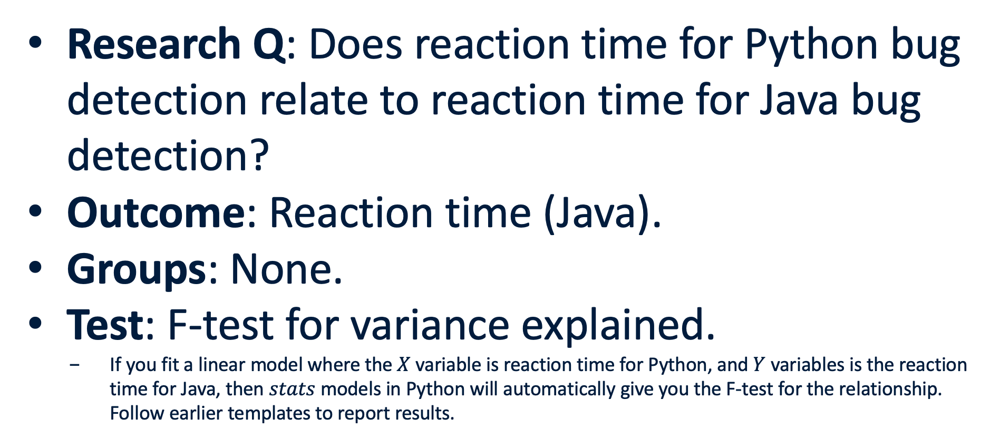 • Research Q: Does reaction time for Python bug
detection relate to reaction time for Java bug
detection?
• Outcome: Reaction time (Java).
• Groups: None.
• Test: F-test for variance explained.
– If you fit a linear model where the X variable is reaction time for Python, and Y variables is the reaction
time for Java, then stats models in Python will automatically give you the F-test for the relationship.
Follow earlier templates to report results.